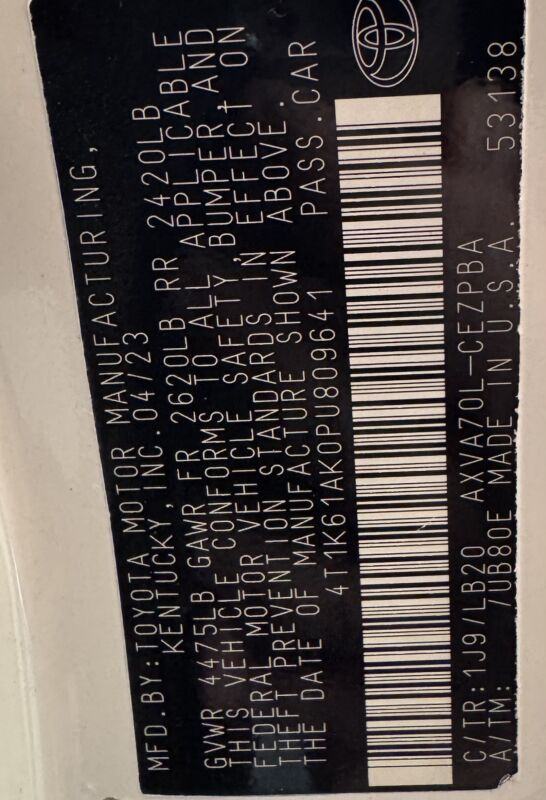 MFD.BY:TOYOTA MOTOR MANUFACTURING,
KENTUCKY, INC. 04/23
GVWR 4475LB GAWR FR 2620LB RR 2420LB
THIS VEHICLE CONFORMS TO ALL APPLICABLE
FEDERAL MOTOR VEHICLE SAFETY, BUMPER, AND
THEFT PREVENTION STANDARDS IN EFFECT ON
THE DATE OF MANUFACTURE SHOWN ABOVE.
4T1K61AK0PU809641 PASS.CAR
C/TR:1J9/LB20 AXVA70L-CEZPBA
A/TM: /UB80E MADE IN U.S.A. 53138